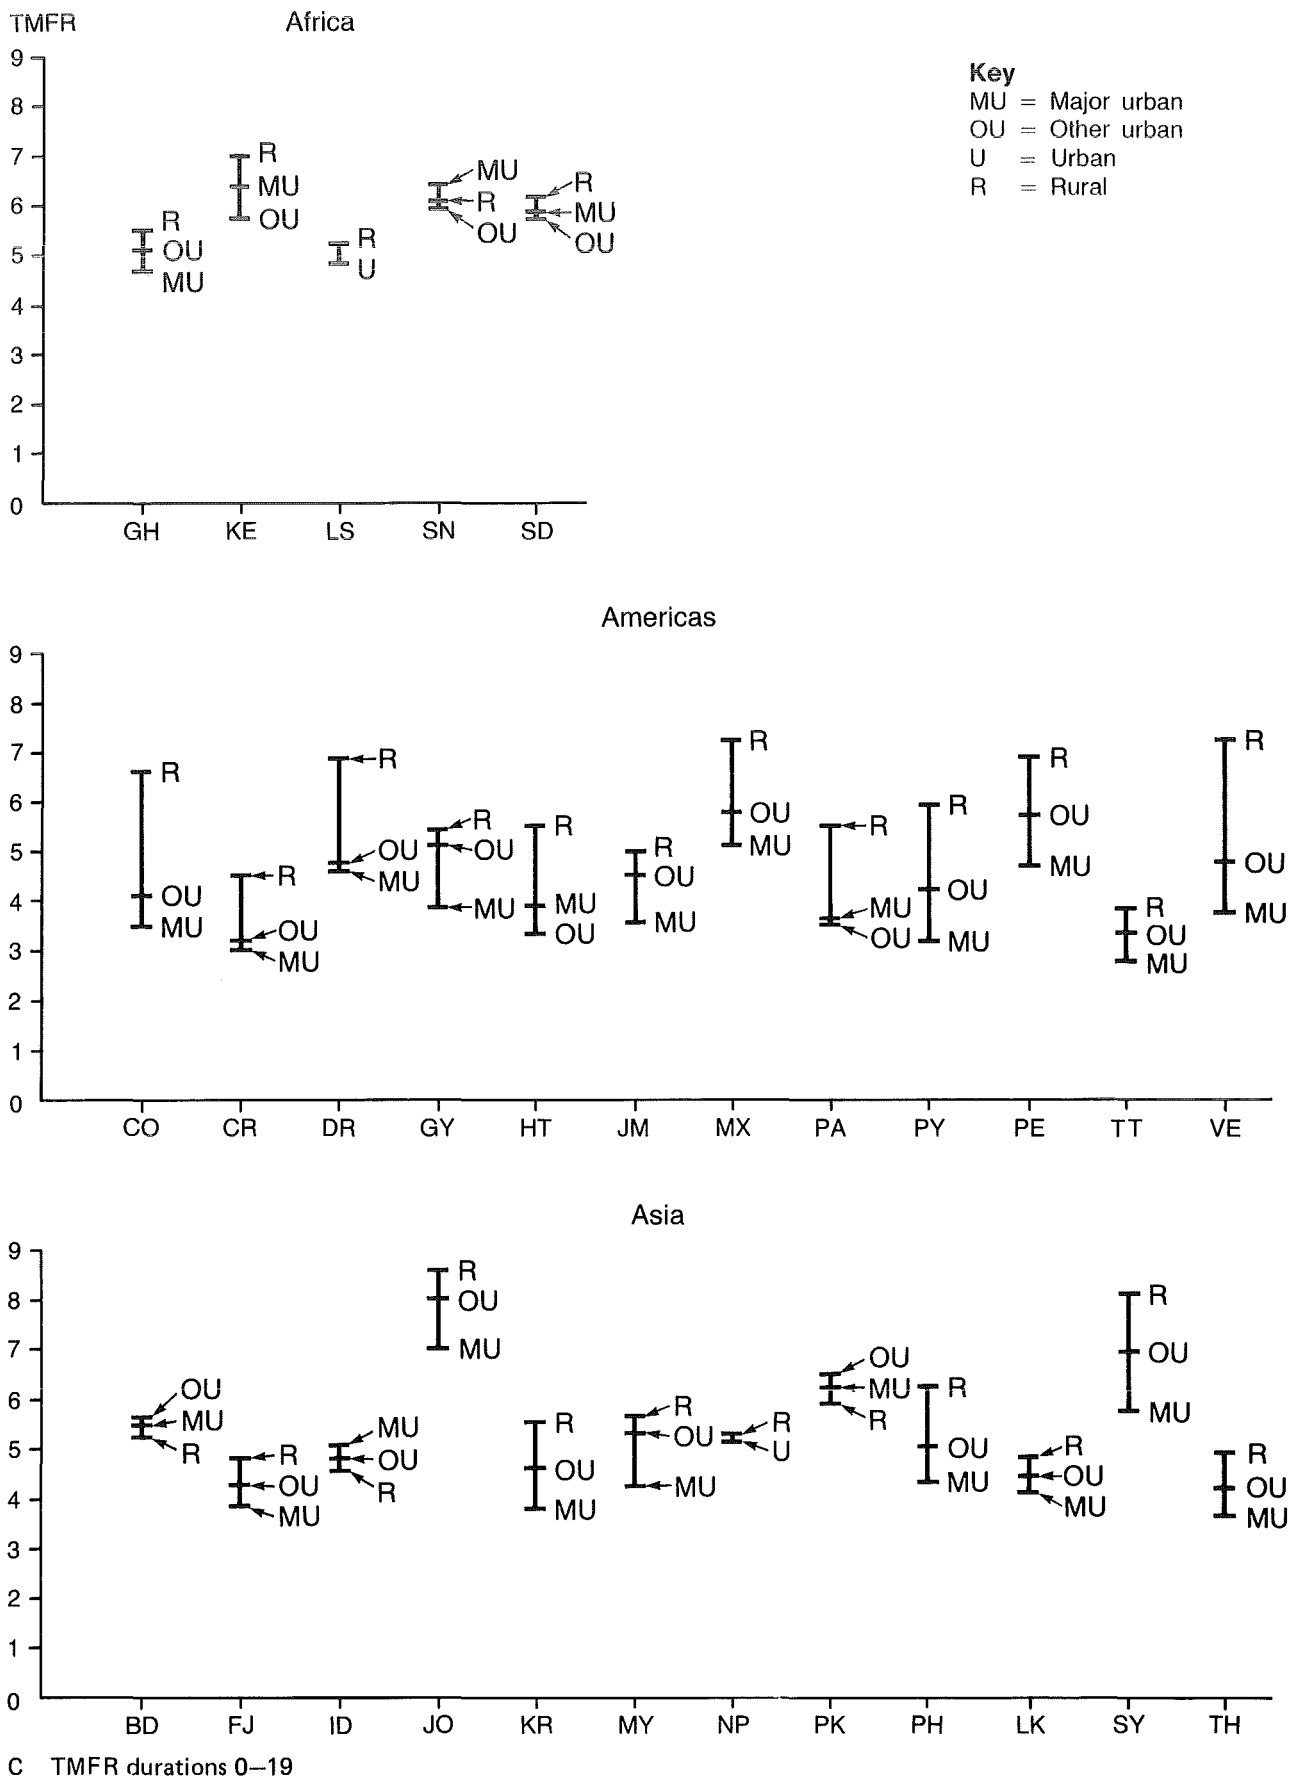 TMFR Africa
9
8
7
6
5
4
3
2
1
0
Key
MU = Major urban
OU = Other urban
U = Urban
R = Rural
R
OU
MU
R
MU
OU
R
U
MU
R
OU
R
MU
OU
GH KE LS SN SD
Americas
9
8
7
6
5
4
3
2
1
0
R
OU
MU
R
OU
MU
R
OU
MU
R
OU
MU
R
MU
OU
R
OU
MU
R
OU
MU
R
MU
OU
R
OU
MU
R
OU
MU
R
OU
MU
R
OU
MU
CO CR DR GY HT JM MX PA PY PE TT VE
Asia
9
8
7
6
5
4
3
2
1
0
OU
MU
R
R
OU
MU
MU
OU
R
R
OU
MU
R
OU
MU
R
OU
MU
R
U
OU
MU
R
R
OU
MU
R
OU
MU
R
OU
MU
R
OU
MU
BD FJ ID JO KR MY NP PK PH LK SY TH
C TMFR durations 0—19